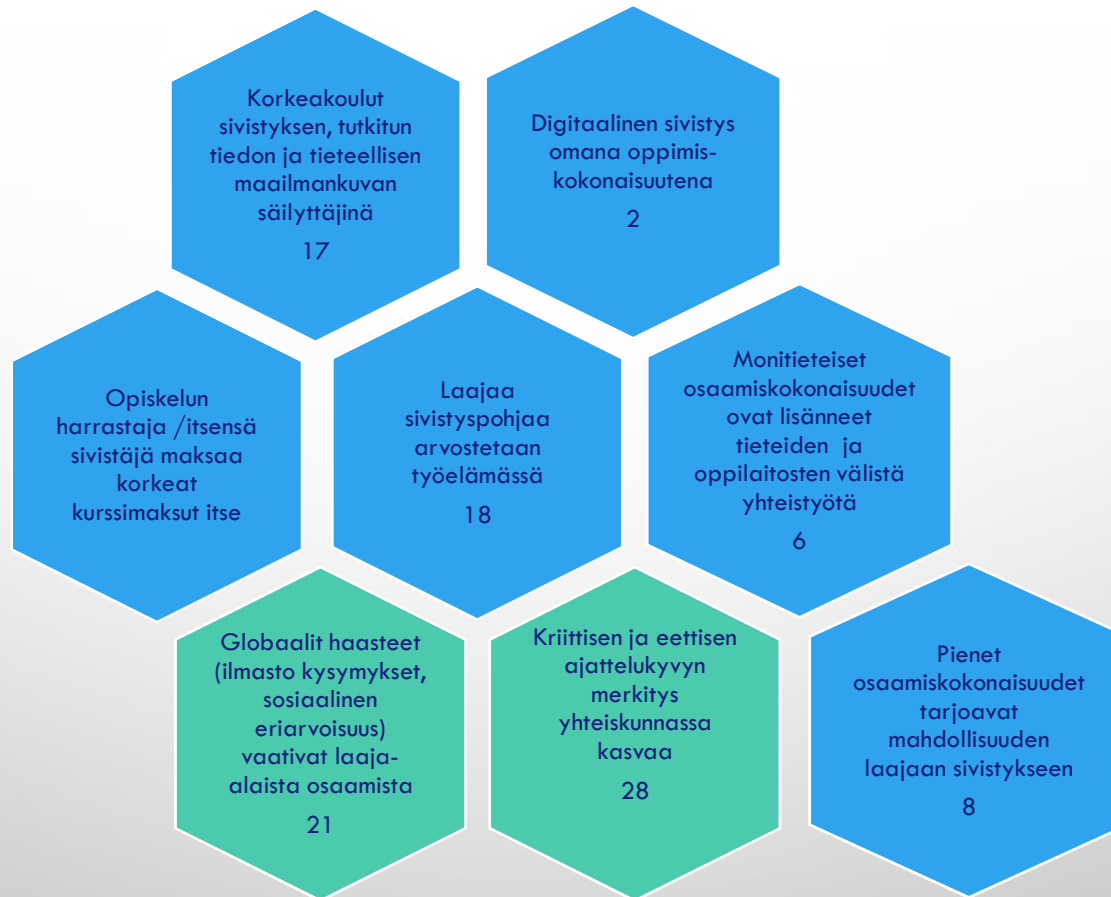 Korkeakoulut
sivistyksen, tutkitun
tiedon ja tieteellisen
maailmankuvan
säilyttäjinä
17
Digitaalinen sivistys
omana oppimis-
kokonaisuutena
2
Opiskelun
harrastaja /itsensä
sivistäjä maksaa
korkeat
kurssimaksut itse
Laajaa
sivistyspohjaa
arvostetaan
työelämässä
18
Monitieteiset
osaamiskokonaisuudet
ovat lisänneet
tieteiden ja
oppilaitosten välistä
yhteistyötä
6
Globaalit haasteet
(ilmasto kysymykset,
sosiaalinen
eriarvoisuus)
vaativat laaja-
alaista osaamista
21
Kriittisen ja eettisen
ajattelukyvyn
merkitys
yhteiskunnassa
kasvaa
28
Pienet
osaamiskokonaisuudet
tarjoavat
mahdollisuuden
laajaan sivistykseen
8